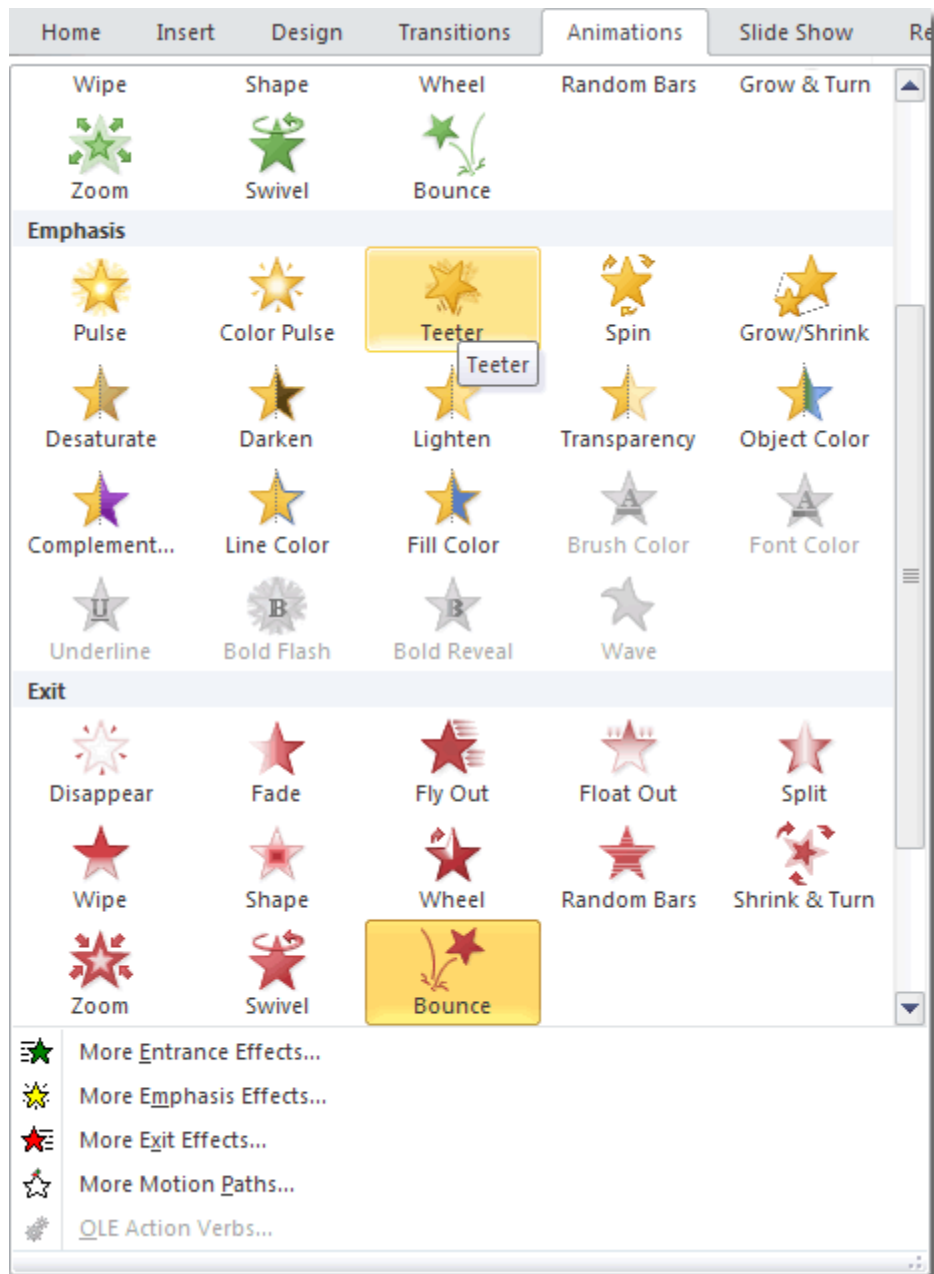 Home Insert Design Transitions Animations Slide Show Re
Wipe Shape Wheel Random Bars Grow & Turn
Zoom Swivel Bounce
Emphasis
Pulse Color Pulse Teeter Spin Grow/Shrink
Teeter
Desaturate Darken Lighten Transparency Object Color
Complement... Line Color Fill Color Brush Color Font Color
Underline Bold Flash Bold Reveal Wave
Exit
Disappear Fade Fly Out Float Out Split
Wipe Shape Wheel Random Bars Shrink & Turn
Zoom Swivel Bounce
More Entrance Effects...
More Emphasis Effects...
More Exit Effects...
More Motion Paths...
OLE Action Verbs...